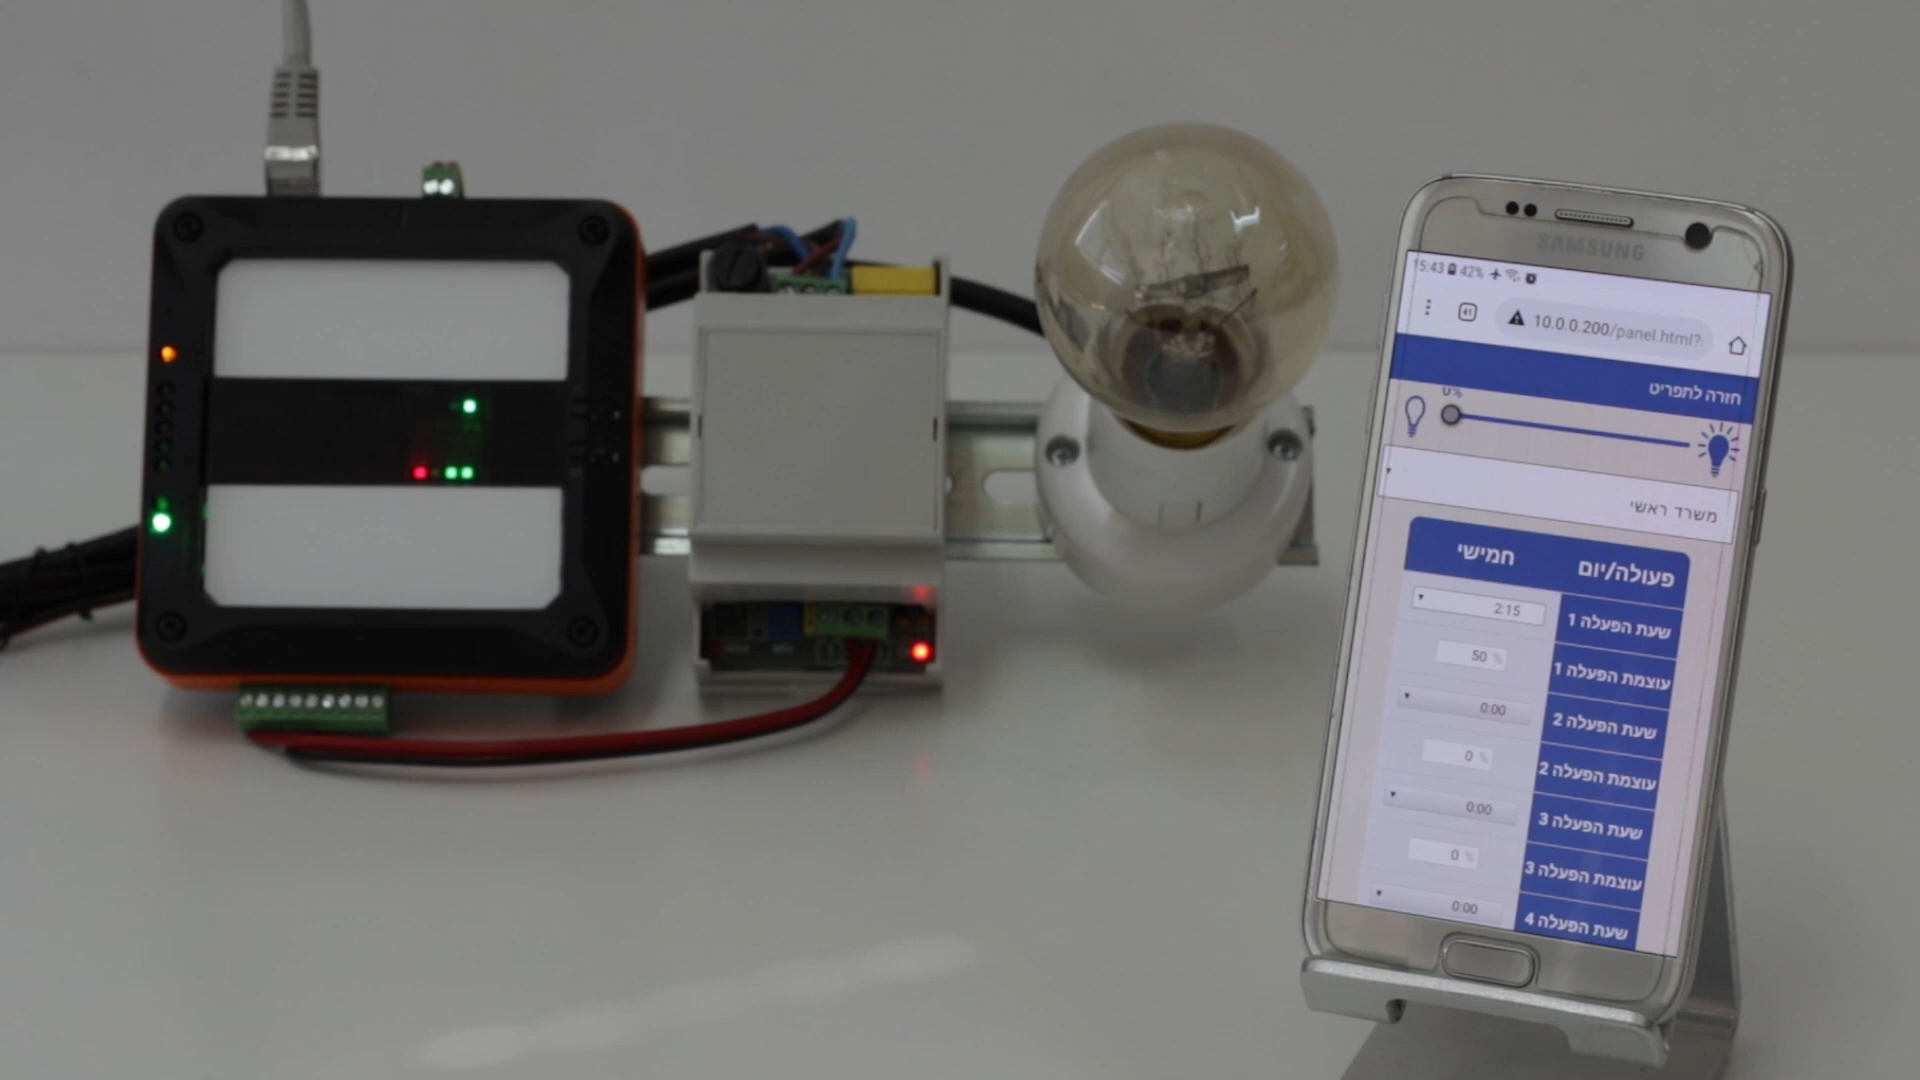 SAMSUNG
15:43 42%
41 10.0.0.200/panel.html?
חזרה לתפריט
0%
משרד ראשי
פעולה/יום חמישי
שעת הפעלה 1 2:15
עוצמת הפעלה 1 50 %
שעת הפעלה 2 0:00
עוצמת הפעלה 2 0 %
שעת הפעלה 3 0:00
עוצמת הפעלה 3 0 %
שעת הפעלה 4 0:00